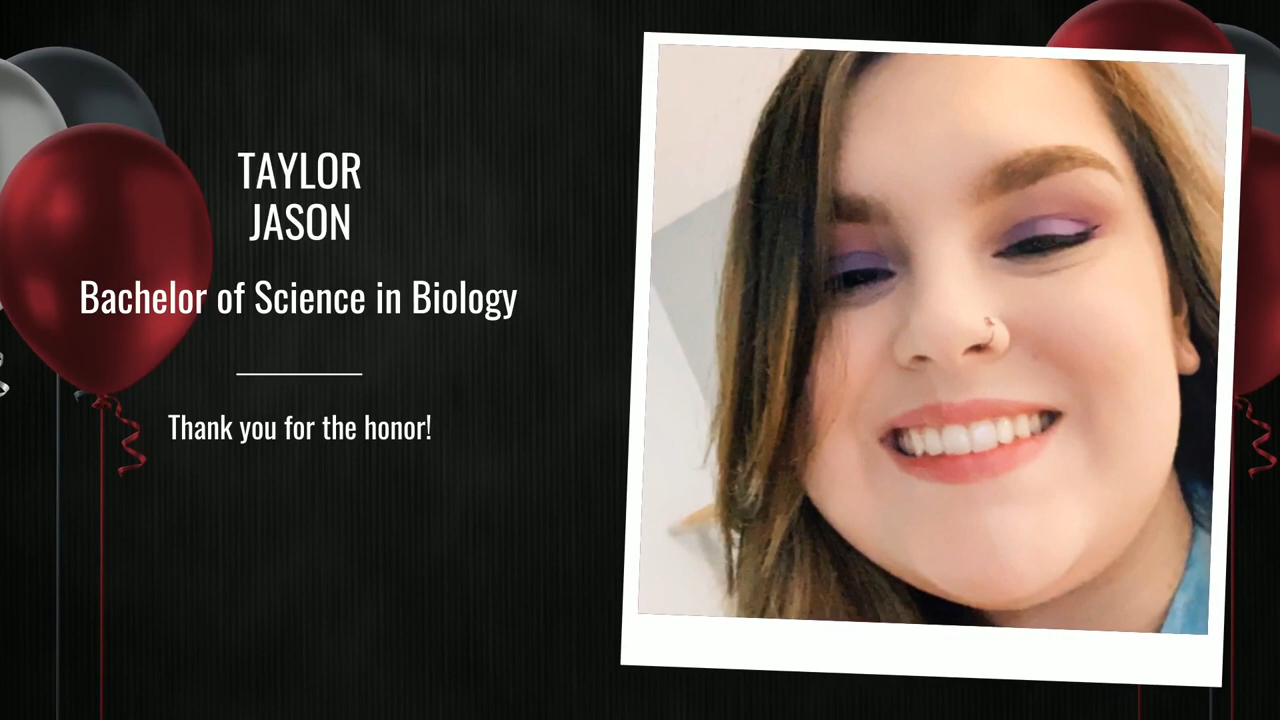 TAYLOR
JASON
Bachelor of Science in Biology
Thank you for the honor!